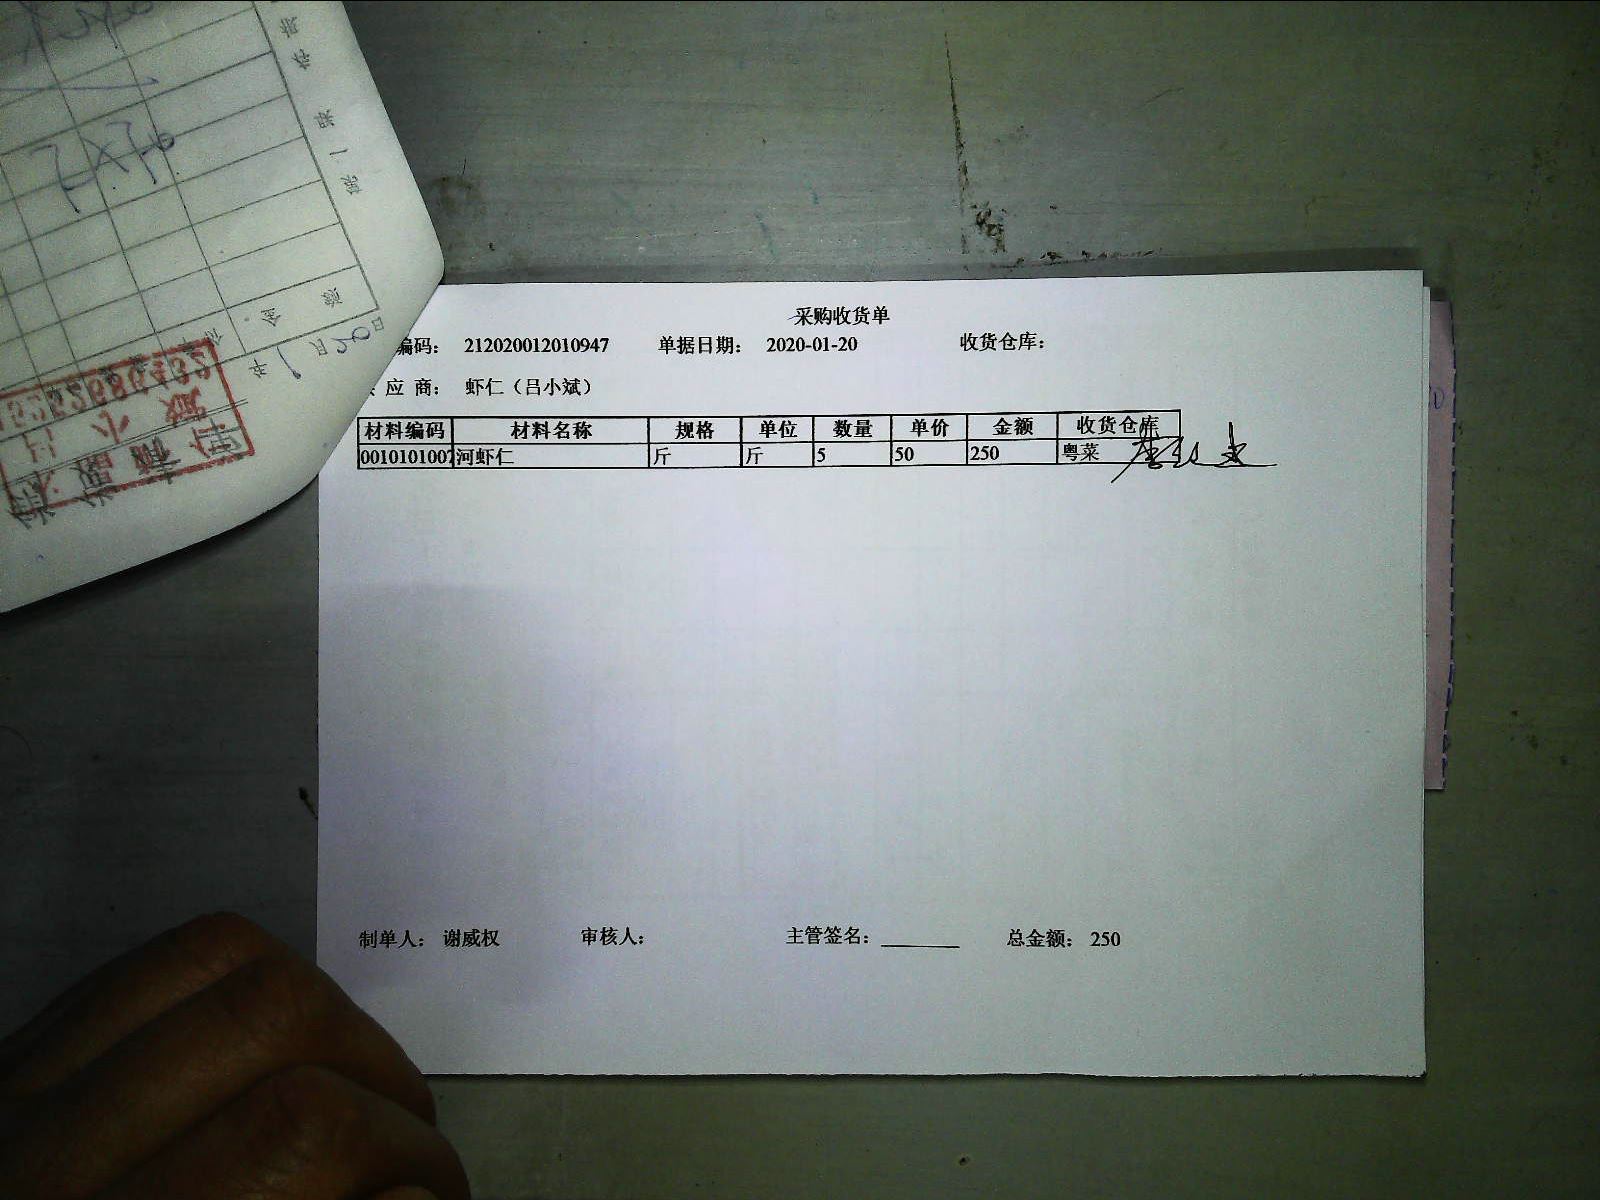 采购收货单
编码： 212020012010947 单据日期： 2020-01-20 收货仓库：
应 商： 虾仁（吕小斌）
材料编码 材料名称 规格 单位 数量 单价 金额 收货仓库
0010101007 河虾仁 斤 斤 5 50 250 粤菜
制单人： 谢威权 审核人： 主管签名： 总金额： 250